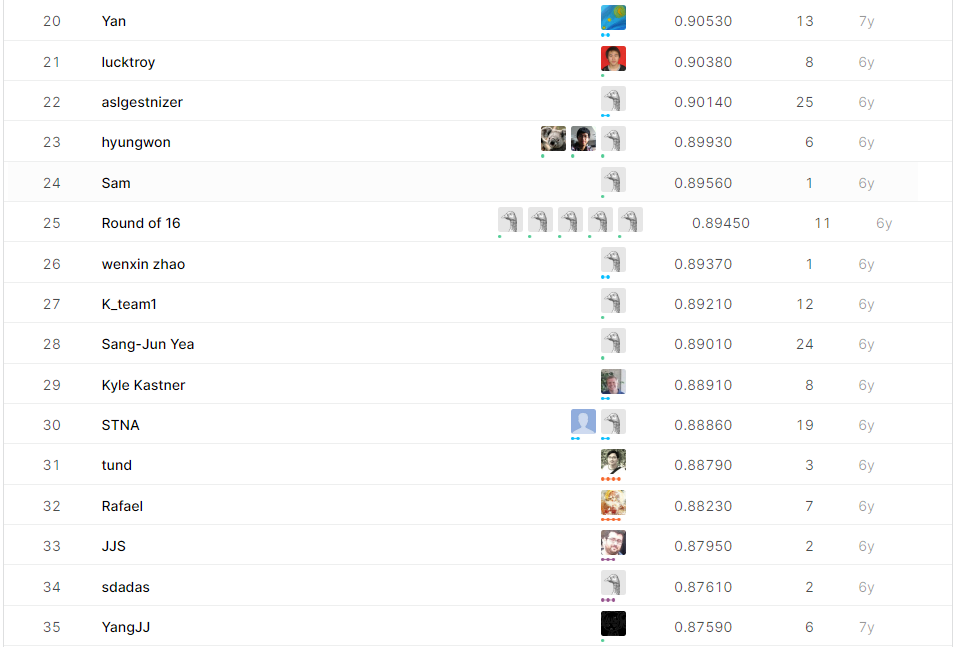 20 Yan 0.90530 13 7y
21 lucktroy 0.90380 8 6y
22 aslgestnizer 0.90140 25 6y
23 hyungwon 0.89930 6 6y
24 Sam 0.89560 1 6y
25 Round of 16 0.89450 11 6y
26 wenxin zhao 0.89370 1 6y
27 K_team1 0.89210 12 6y
28 Sang-Jun Yea 0.89010 24 6y
29 Kyle Kastner 0.88910 8 6y
30 STNA 0.88860 19 6y
31 tund 0.88790 3 6y
32 Rafael 0.88230 7 6y
33 JJS 0.87950 2 6y
34 sdadas 0.87610 2 6y
35 YangJJ 0.87590 6 7y